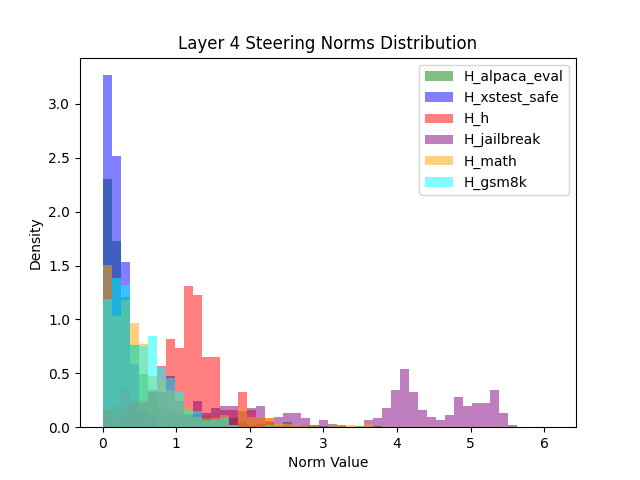 Layer 4 Steering Norms Distribution
H_alpaca_eval
H_xstest_safe
H_h
H_jailbreak
H_math
H_gsm8k
Density
3.0
2.5
2.0
1.5
1.0
0.5
0.0
0 1 2 3 4 5 6
Norm Value